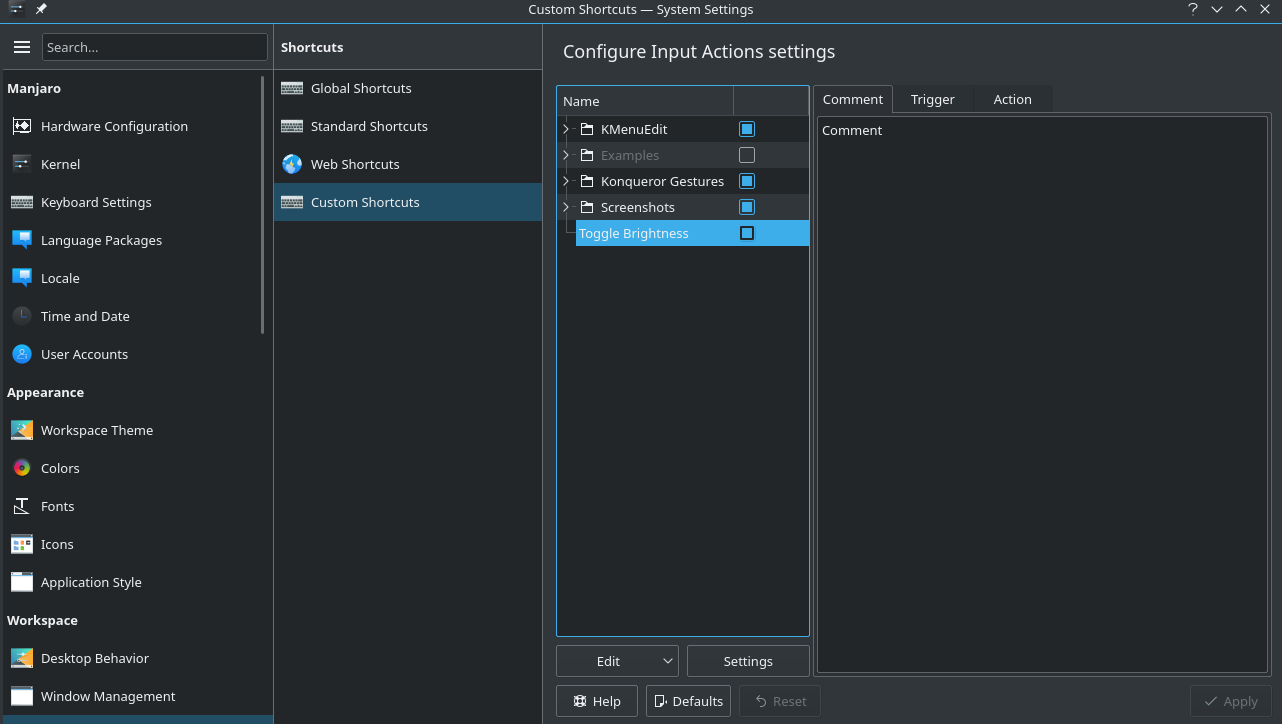 Custom Shortcuts — System Settings
Search...
Manjaro
Hardware Configuration
Kernel
Keyboard Settings
Language Packages
Locale
Time and Date
User Accounts
Appearance
Workspace Theme
Colors
Fonts
Icons
Application Style
Workspace
Desktop Behavior
Window Management
Shortcuts
Global Shortcuts
Standard Shortcuts
Web Shortcuts
Custom Shortcuts
Configure Input Actions settings
Name
KMenuEdit
Examples
Konqueror Gestures
Screenshots
Toggle Brightness
Edit
Settings
Comment
Trigger
Action
Comment
Help
Defaults
Reset
Apply